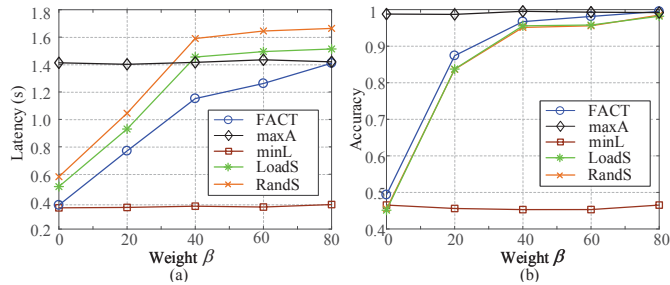 1.8
1.6
1.4
1.2
1.0
0.8
0.6
0.4
0.2
Latency (s)
FACT
maxA
minL
LoadS
RandS
0 20 40 60 80
Weight β
(a)
1
0.9
0.8
0.7
0.6
0.5
0.4
Accuracy
FACT
maxA
minL
LoadS
RandS
0 20 40 60 80
Weight β
(b)